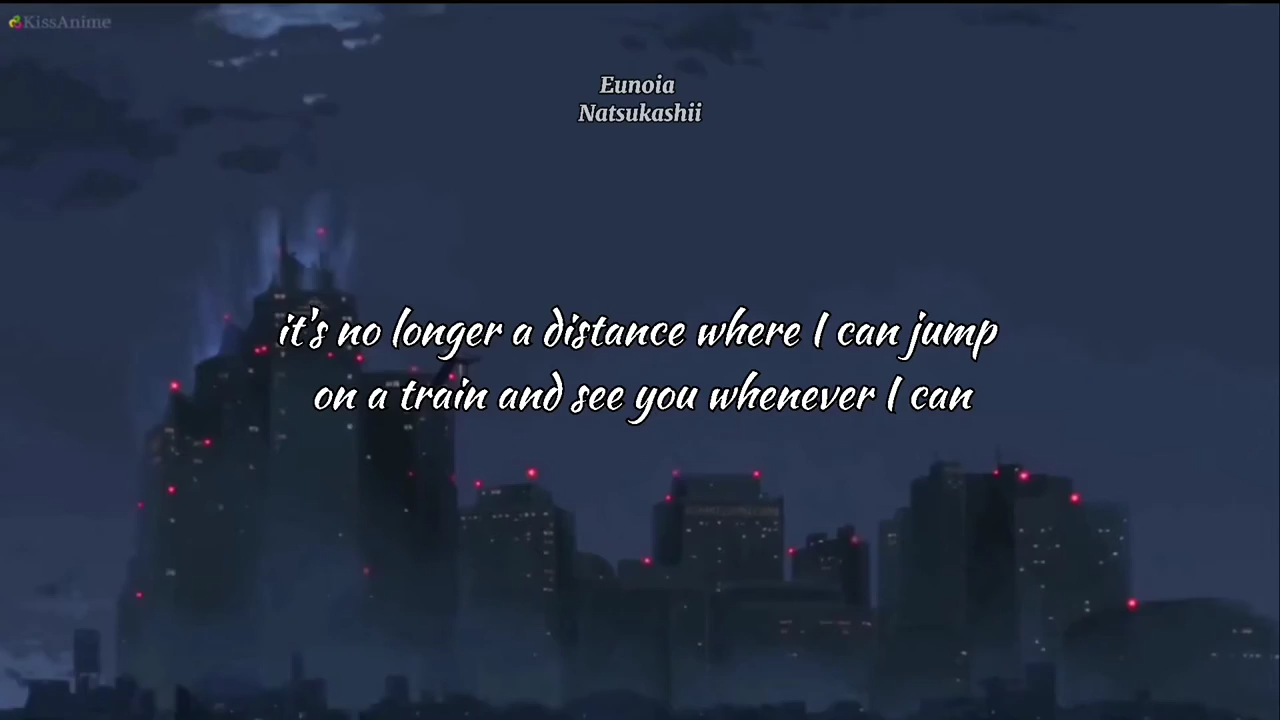 KissAnime
Eunoia
Natsukashii
it's no longer a distance where I can jump
on a train and see you whenever I can